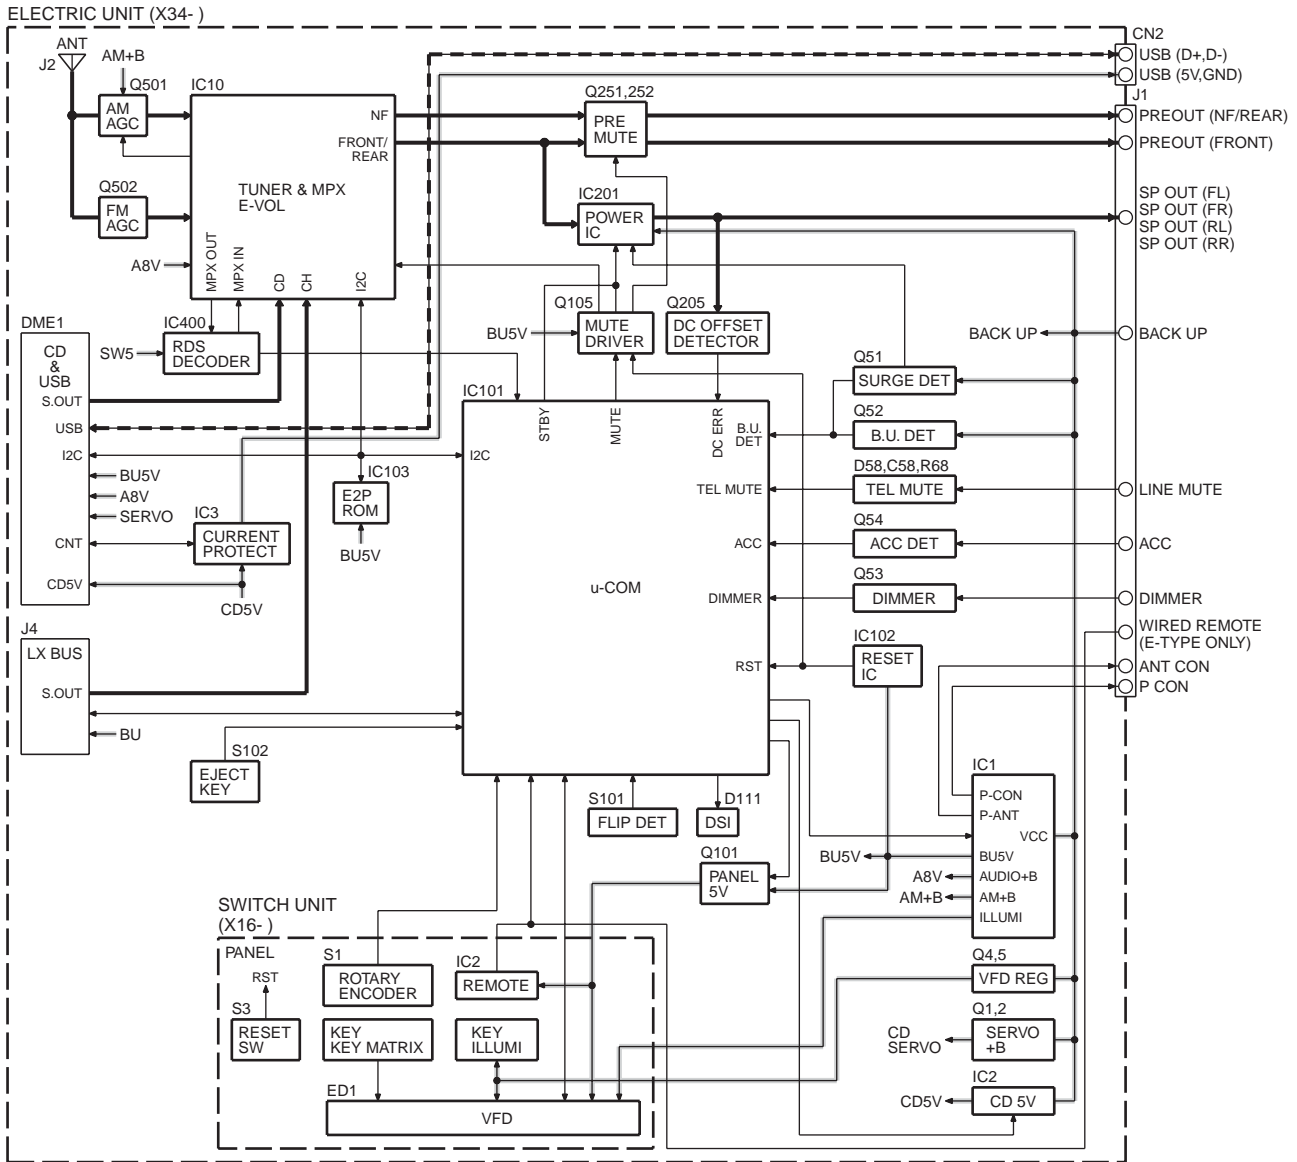 ELECTRIC UNIT (X34- )
CN2
ANT
J2
AM+B
Q501
AM
AGC
Q502
FM
AGC
IC10
NF
FRONT/
REAR
TUNER & MPX
E-VOL
MPX OUT
MPX IN
CD
CH
I2C
A8V
Q251,252
PRE
MUTE
IC201
POWER
IC
USB (D+,D-)
USB (5V,GND)
J1
PREOUT (NF/REAR)
PREOUT (FRONT)
SP OUT (FL)
SP OUT (FR)
SP OUT (RL)
SP OUT (RR)
DME1
CD
&
USB
S.OUT
USB
I2C
CNT
CD5V
BU5V
A8V
SERVO
SW5
IC400
RDS
DECODER
IC3
CURRENT
PROTECT
CD5V
IC103
E2P
ROM
BU5V
BU5V
Q105
MUTE
DRIVER
Q205
DC OFFSET
DETECTOR
BACK UP
BACK UP
Q51
SURGE DET
Q52
B.U. DET
D58,C58,R68
TEL MUTE
LINE MUTE
Q54
ACC DET
ACC
Q53
DIMMER
DIMMER
IC102
RESET
IC
WIRED REMOTE
(E-TYPE ONLY)
ANT CON
P CON
IC101
STBY
MUTE
DC ERR
B.U.
DET
I2C
TEL MUTE
ACC
DIMMER
RST
u-COM
J4
LX BUS
S.OUT
BU
S102
EJECT
KEY
S101
FLIP DET
D111
DSI
Q101
PANEL
5V
IC1
P-CON
P-ANT
VCC
BU5V
AUDIO+B
AM+B
ILLUMI
BU5V
A8V
AM+B
Q4,5
VFD REG
Q1,2
SERVO
+B
CD
SERVO
IC2
CD 5V
CD5V
SWITCH UNIT
(X16- )
PANEL
RST
S3
RESET
SW
S1
ROTARY
ENCODER
KEY
KEY MATRIX
IC2
REMOTE
KEY
ILLUMI
ED1
VFD